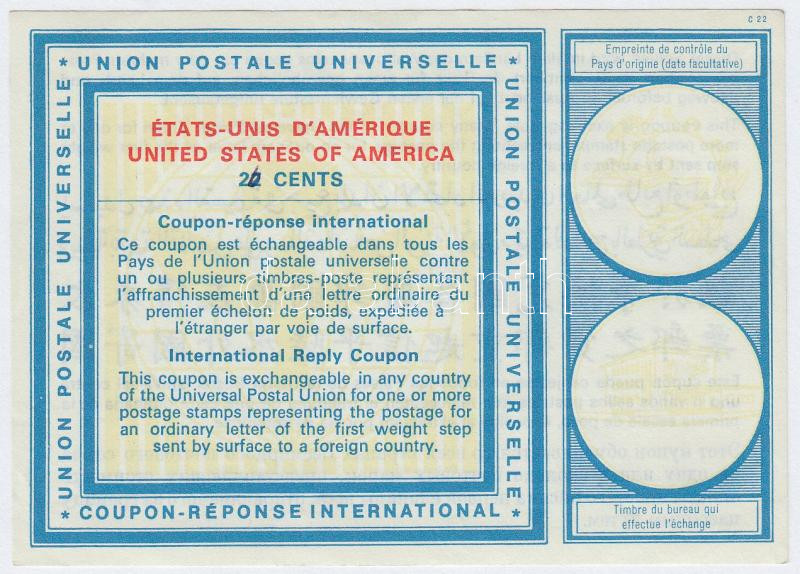 C 22
* UNION POSTALE UNIVERSELLE *
UNION POSTALE UNIVERSELLE
UNION POSTALE UNIVERSELLE
ÉTATS-UNIS D'AMÉRIQUE
UNITED STATES OF AMERICA
26 CENTS
Coupon-réponse international
Ce coupon est échangeable dans tous les
Pays de l'Union postale universelle contre
un ou plusieurs timbres-poste représentant
l'affranchissement d'une lettre ordinaire du
premier échelon de poids, expédiée à
l'étranger par voie de surface.
International Reply Coupon
This coupon is exchangeable in any country
of the Universal Postal Union for one or more
postage stamps representing the postage for
an ordinary letter of the first weight step
sent by surface to a foreign country.
* COUPON-RÉPONSE INTERNATIONAL *
Empreinte de contrôle du
Pays d'origine (date facultative)
Timbre du bureau qui
effectue l'échange
darabanth